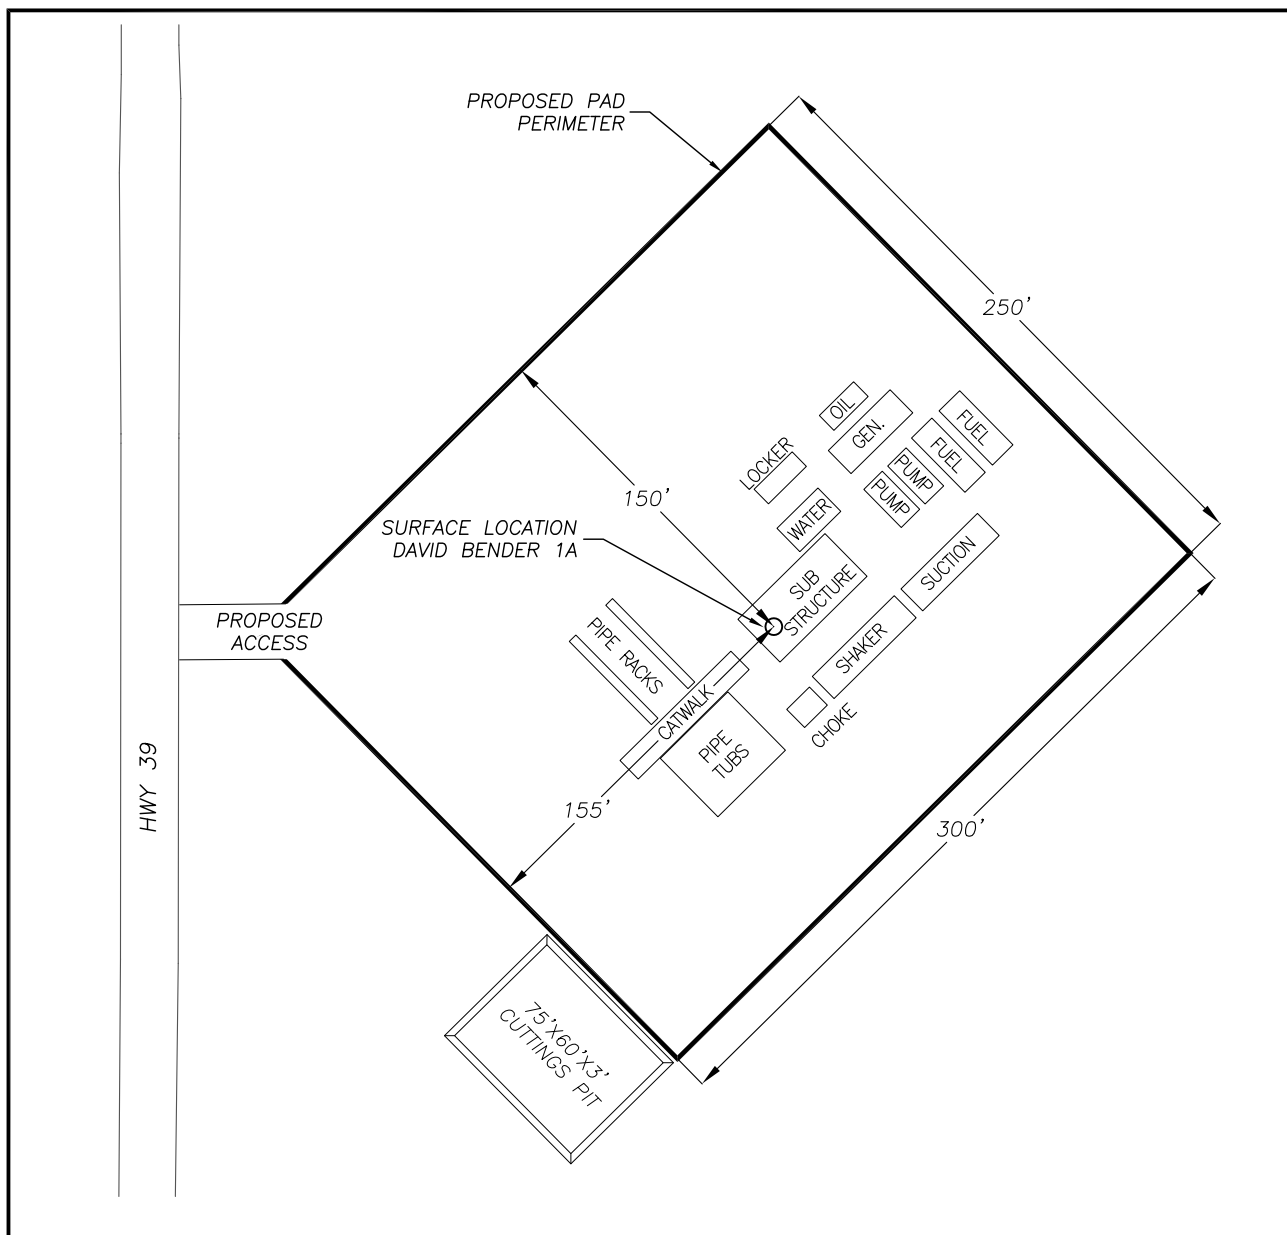 PROPOSED PAD
PERIMETER
250'
OIL
GEN.
FUEL
FUEL
LOCKER
PUMP
PUMP
150'
WATER
SURFACE LOCATION
DAVID BENDER 1A
SUB
STRUCTURE
SUCTION
PROPOSED
ACCESS
PIPE RACKS
SHAKER
CATWALK
CHOKE
PIPE
TUBS
HWY 39
155'
300'
75'X60'X3'
CUTTINGS PIT